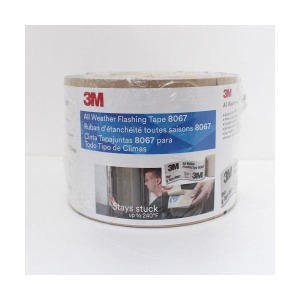 3M
All Weather Flashing Tape 8067
Ruban d'étanchéité toutes saisons 8067
Cinta Tapajuntas 8067 para
Todo Tipo de Climas
3M
Stays stuck
up to 240°F